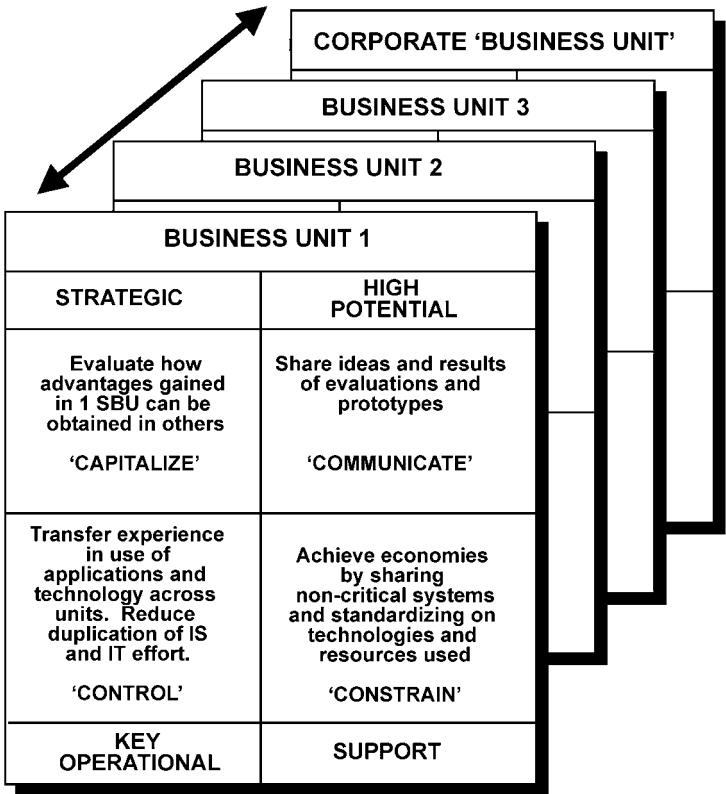 CORPORATE ‘BUSINESS UNIT’
BUSINESS UNIT 3
BUSINESS UNIT 2
BUSINESS UNIT 1
STRATEGIC
HIGH
POTENTIAL
Evaluate how
advantages gained
in 1 SBU can be
obtained in others
‘CAPITALIZE’
Share ideas and results
of evaluations and
prototypes
‘COMMUNICATE’
Transfer experience
in use of
applications and
technology across
units. Reduce
duplication of IS
and IT effort.
‘CONTROL’
Achieve economies
by sharing
non-critical systems
and standardizing on
technologies and
resources used
‘CONSTRAIN’
KEY
OPERATIONAL
SUPPORT